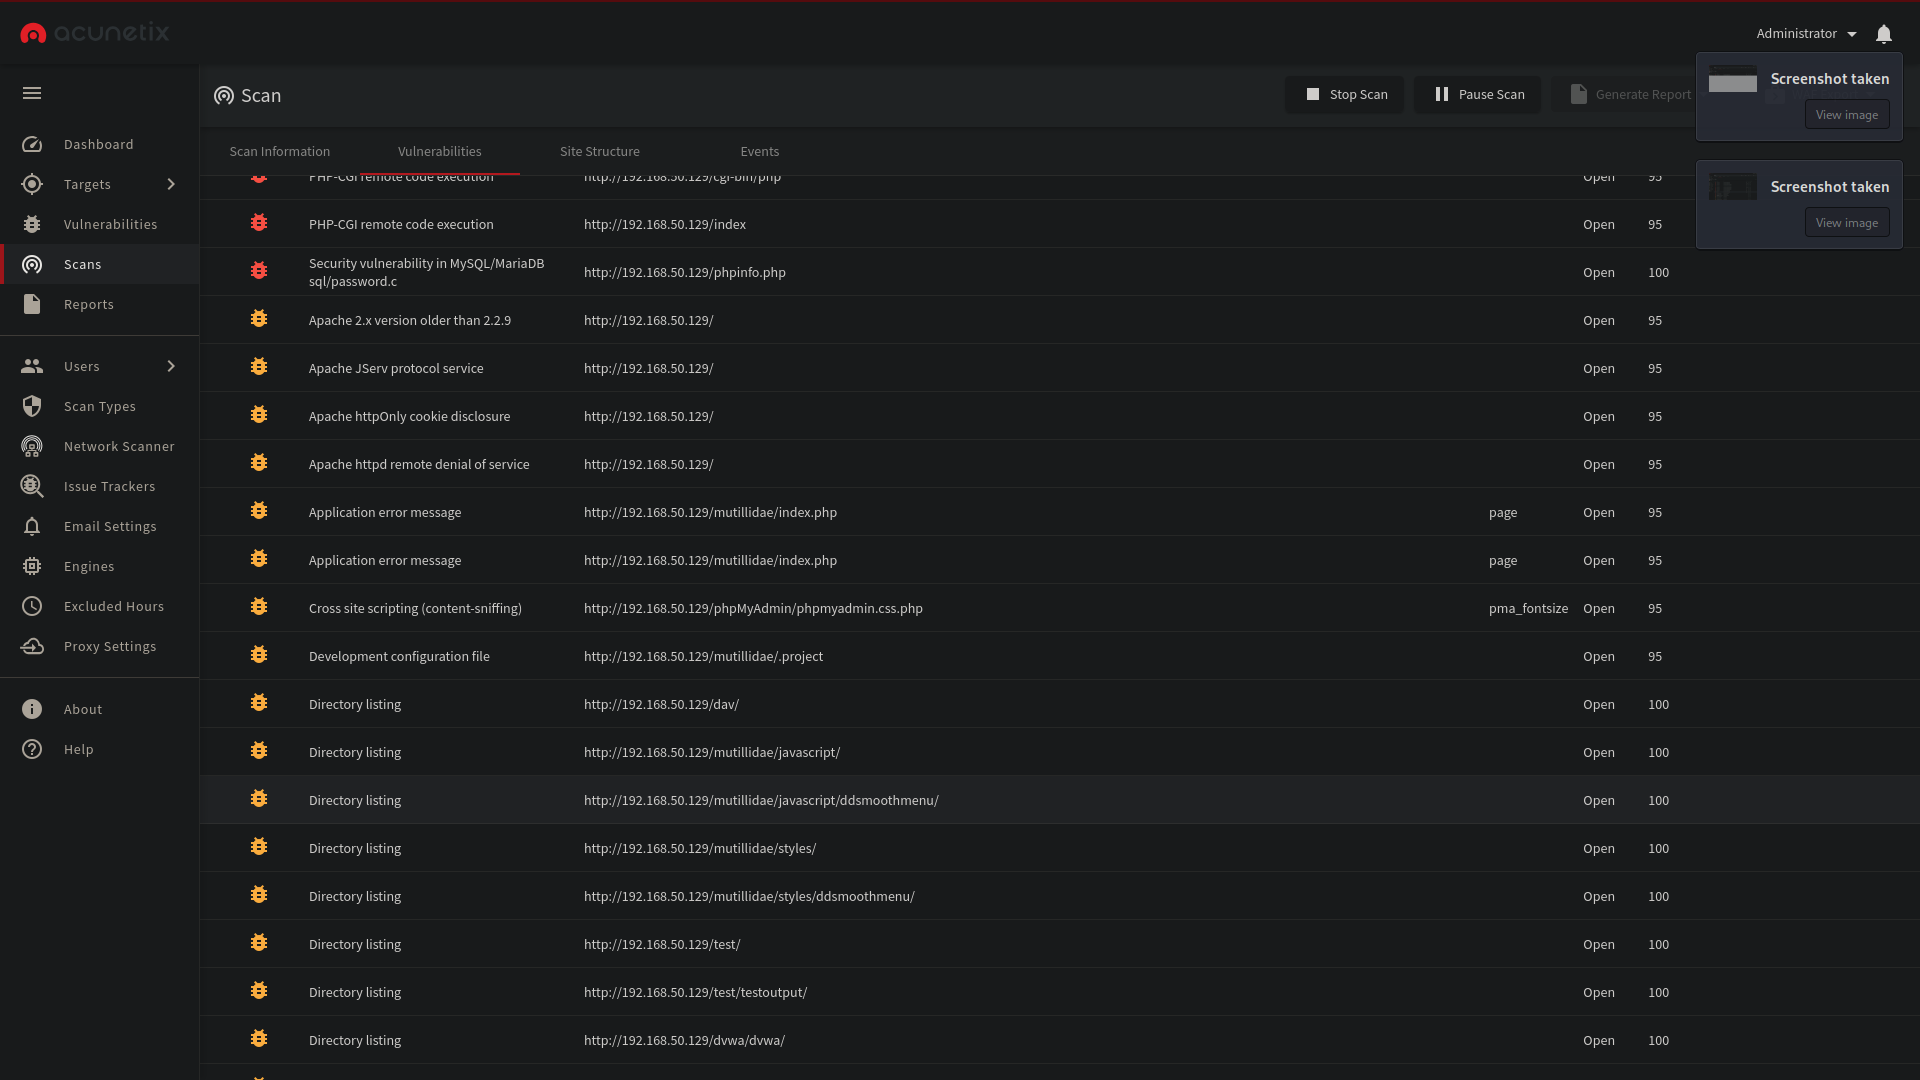 acunetix
Administrator
Screenshot taken
View image
Screenshot taken
View image
Scan
Stop Scan
Pause Scan
Generate Report
Dashboard
Targets
Vulnerabilities
Scans
Reports
Users
Scan Types
Network Scanner
Issue Trackers
Email Settings
Engines
Excluded Hours
Proxy Settings
About
Help
Scan Information Vulnerabilities Site Structure Events
PHP-CGI remote code execution http://192.168.50.129/cgi-bin/php Open 95
PHP-CGI remote code execution http://192.168.50.129/index Open 95
Security vulnerability in MySQL/MariaDB
sql/password.c http://192.168.50.129/phpinfo.php Open 100
Apache 2.x version older than 2.2.9 http://192.168.50.129/ Open 95
Apache JServ protocol service http://192.168.50.129/ Open 95
Apache httpOnly cookie disclosure http://192.168.50.129/ Open 95
Apache httpd remote denial of service http://192.168.50.129/ Open 95
Application error message http://192.168.50.129/mutillidae/index.php page Open 95
Application error message http://192.168.50.129/mutillidae/index.php page Open 95
Cross site scripting (content-sniffing) http://192.168.50.129/phpMyAdmin/phpmyadmin.css.php pma_fontsize Open 95
Development configuration file http://192.168.50.129/mutillidae/.project Open 95
Directory listing http://192.168.50.129/dav/ Open 100
Directory listing http://192.168.50.129/mutillidae/javascript/ Open 100
Directory listing http://192.168.50.129/mutillidae/javascript/ddsmoothmenu/ Open 100
Directory listing http://192.168.50.129/mutillidae/styles/ Open 100
Directory listing http://192.168.50.129/mutillidae/styles/ddsmoothmenu/ Open 100
Directory listing http://192.168.50.129/test/ Open 100
Directory listing http://192.168.50.129/test/testoutput/ Open 100
Directory listing http://192.168.50.129/dvwa/dvwa/ Open 100